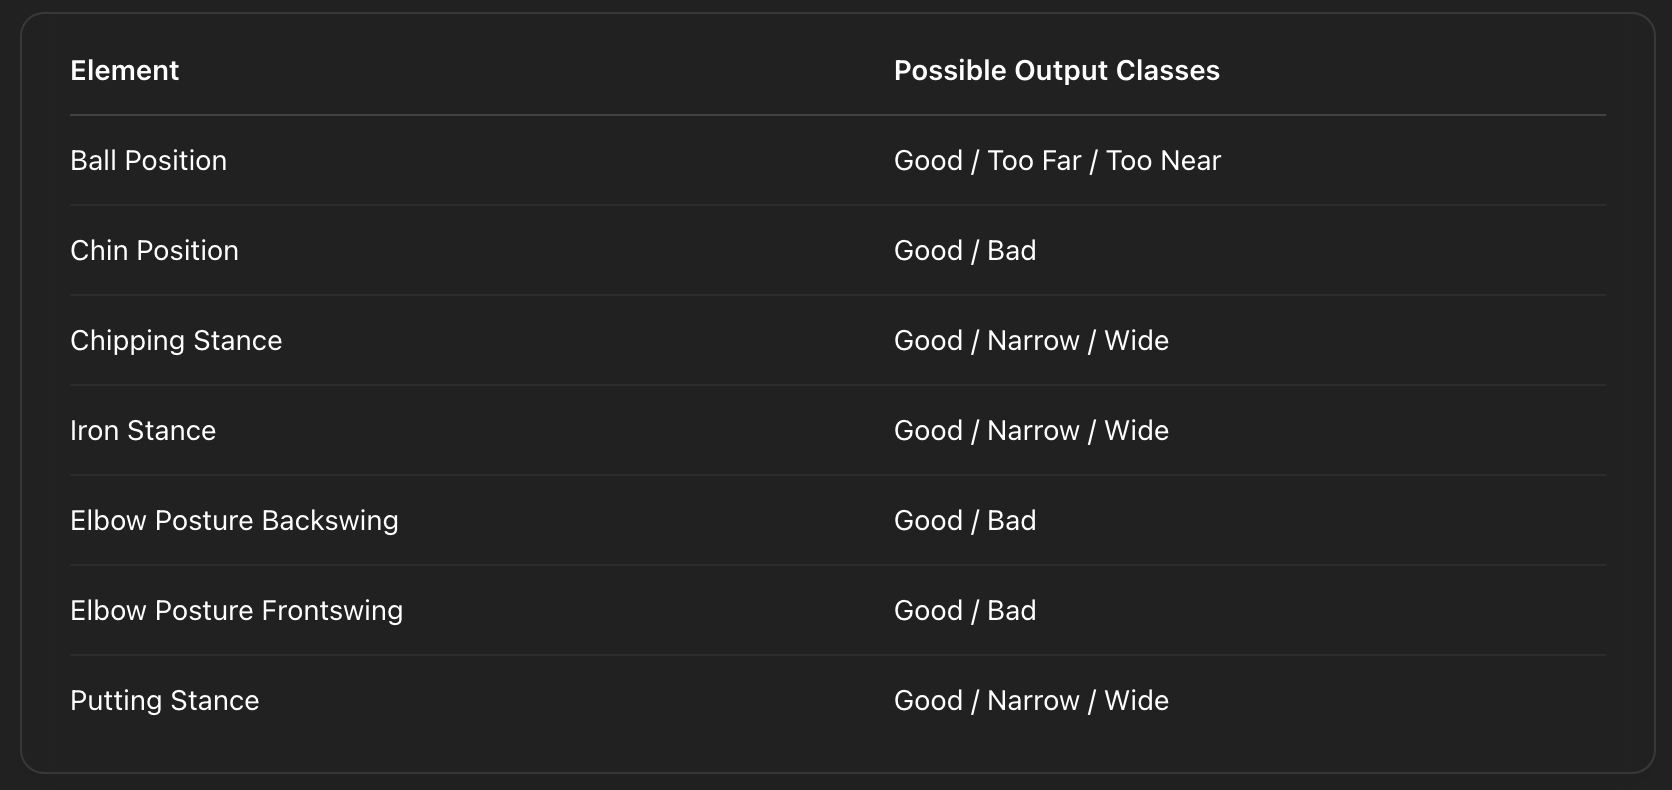 Element Possible Output Classes
Ball Position Good / Too Far / Too Near
Chin Position Good / Bad
Chipping Stance Good / Narrow / Wide
Iron Stance Good / Narrow / Wide
Elbow Posture Backswing Good / Bad
Elbow Posture Frontswing Good / Bad
Putting Stance Good / Narrow / Wide